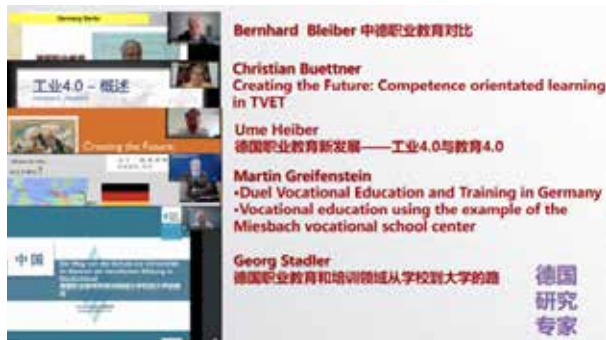 Germany Berlin
工业4.0 – 概述
Creating the Future:
中国
Bernhard Bleiber 中德职业教育对比
Christian Buettner
Creating the Future: Competence orientated learning
in TVET
Ume Heiber
德国职业教育新发展——工业4.0与教育4.0
Martin Greifenstein
•Duel Vocational Education and Training in Germany
•Vocational education using the example of the
Miesbach vocational school center
Georg Stadler
德国职业教育和培训领域从学校到大学的路
德国
研究
专家